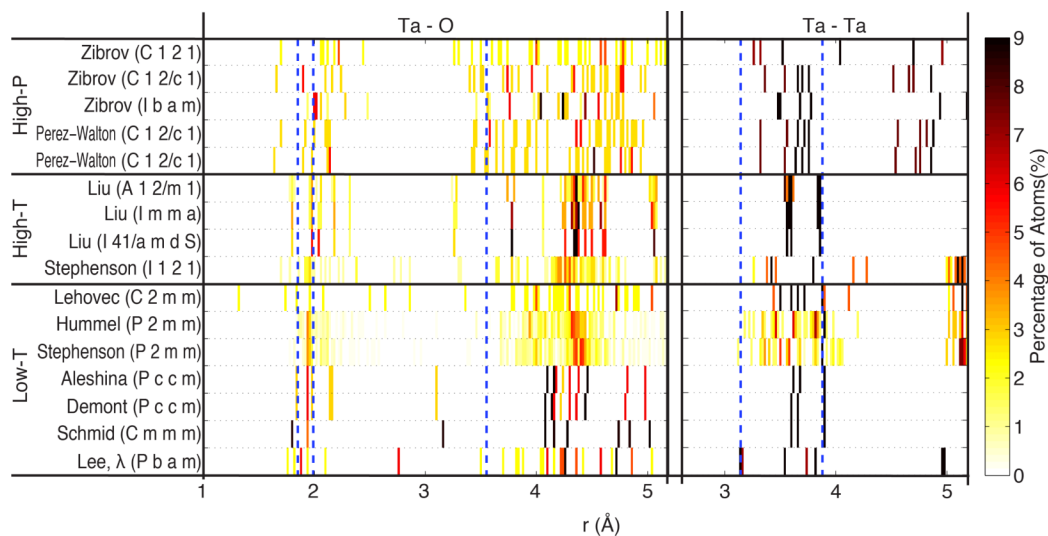 Ta - O
Ta - Ta
High-P
Zibrov (C 1 2 1)
Zibrov (C 1 2/c 1)
Zibrov (I b a m)
Perez−Walton (C 1 2/c 1)
Perez−Walton (C 1 2/c 1)
High-T
Liu (A 1 2/m 1)
Liu (I m m a)
Liu (I 41/a m d S)
Stephenson (I 1 2 1)
Low-T
Lehovec (C 2 m m)
Hummel (P 2 m m)
Stephenson (P 2 m m)
Aleshina (P c c m)
Demont (P c c m)
Schmid (C m m m)
Lee, λ (P b a m)
1 2 3 4 5
3 4 5
r (Å)
9
8
7
6
5
4
3
2
1
0
Percentage of Atoms(%)